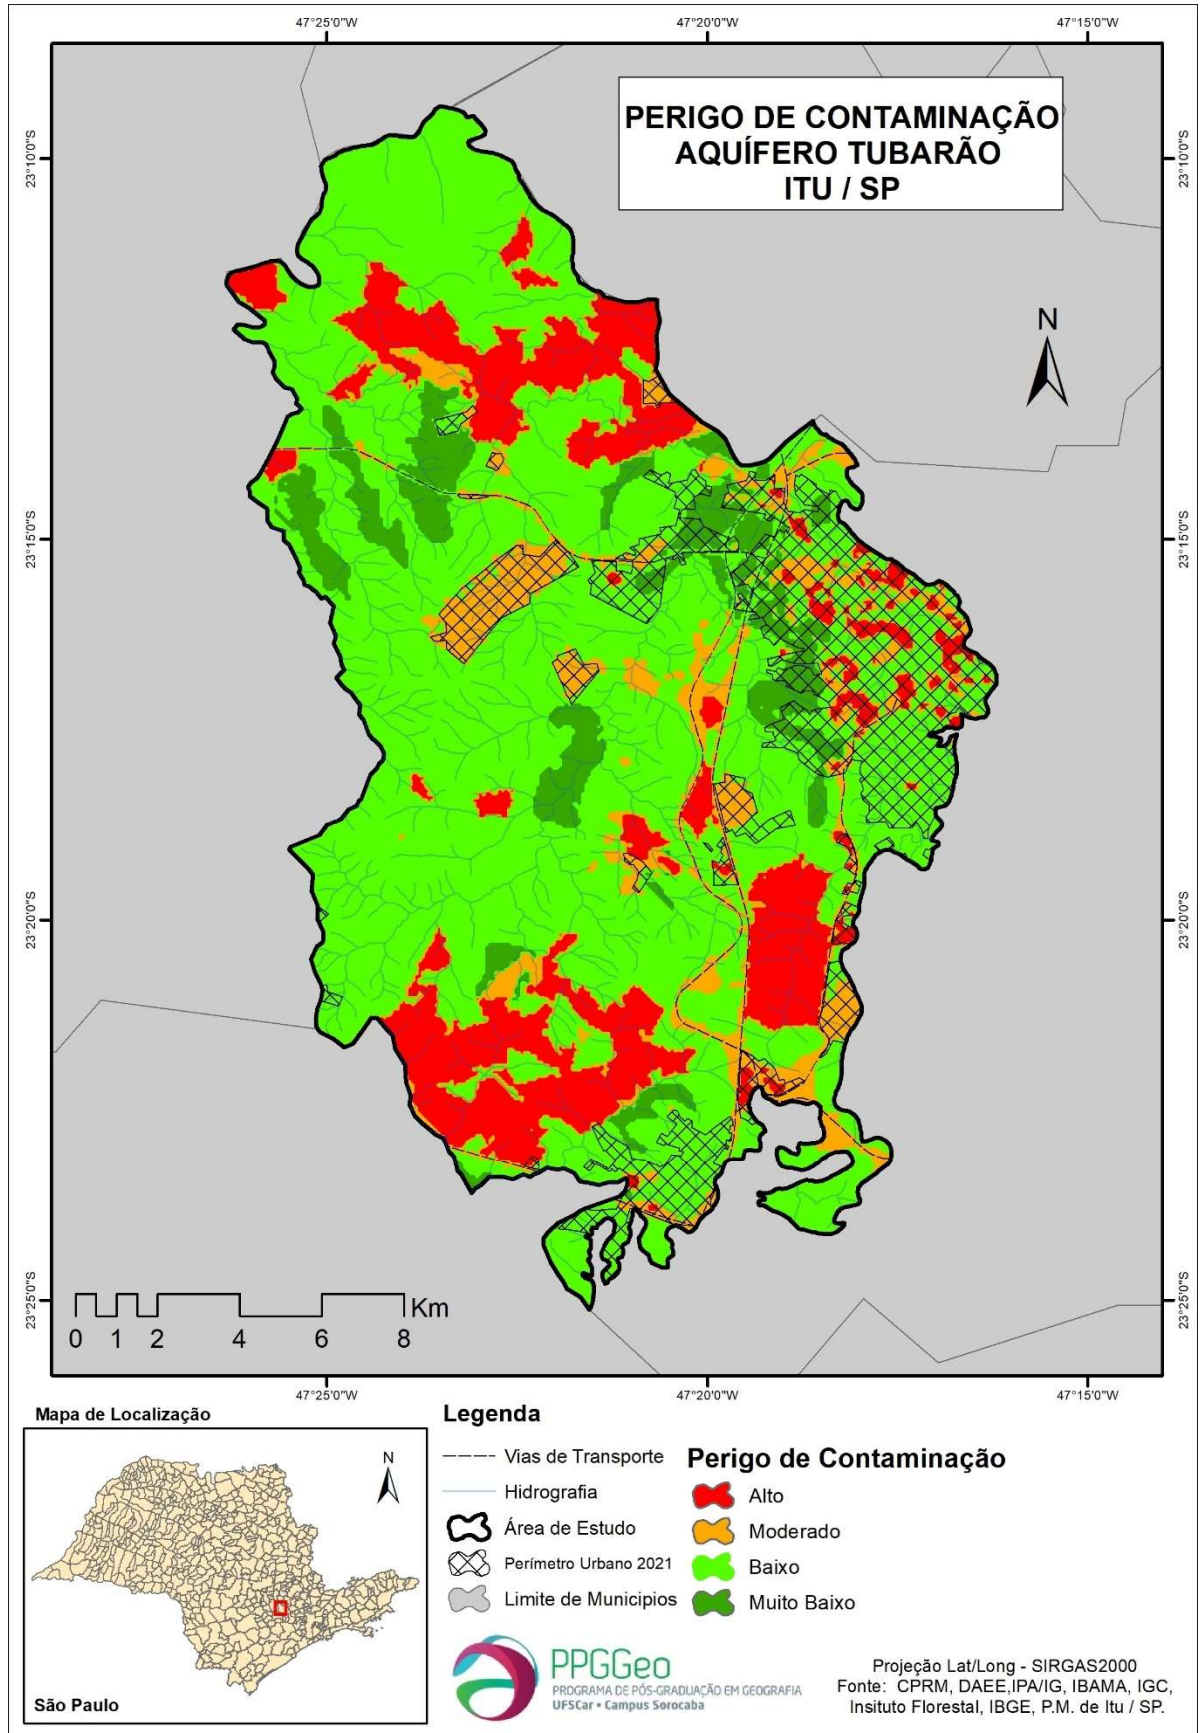 47°25'0"W
47°20'0"W
47°15'0"W
PERIGO DE CONTAMINAÇÃO
AQUÍFERO TUBARÃO
ITU / SP
23°10'0"S
23°10'0"S
N
23°15'0"S
23°15'0"S
23°20'0"S
23°20'0"S
23°25'0"S
23°25'0"S
Km
0 1 2 4 6 8
47°25'0"W
47°20'0"W
47°15'0"W
Mapa de Localização
N
São Paulo
Legenda
Vias de Transporte
Hidrografia
Área de Estudo
Perímetro Urbano 2021
Limite de Municipios
Perigo de Contaminação
Alto
Moderado
Baixo
Muito Baixo
PPGGeo
PROGRAMA DE PÓS-GRADUAÇÃO EM GEOGRAFIA
UFSCar • Campus Sorocaba
Projeção Lat/Long - SIRGAS2000
Fonte: CPRM, DAEE,IPA/IG, IBAMA, IGC,
Insituto Florestal, IBGE, P.M. de Itu / SP.